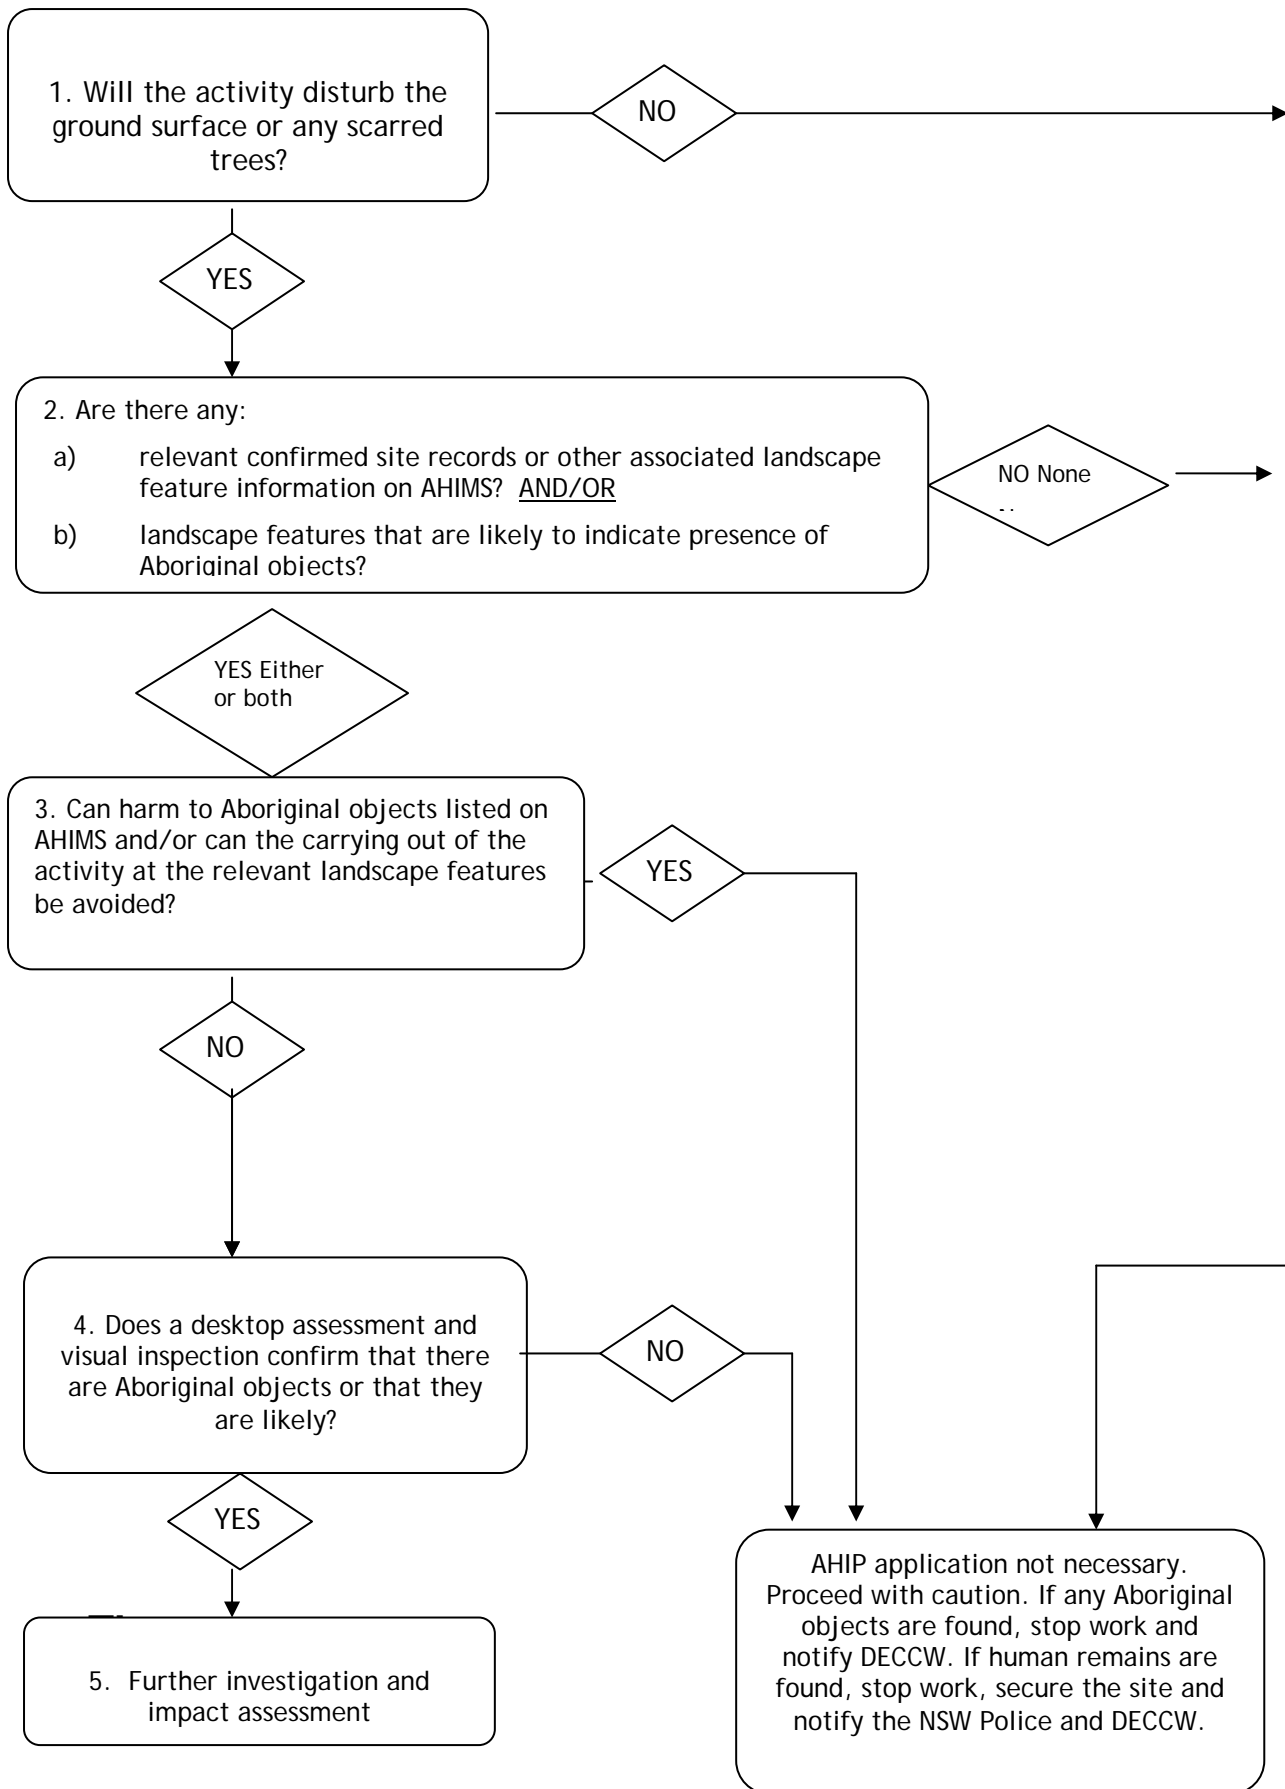 1. Will the activity disturb the
ground surface or any scarred
trees?
NO
YES
2. Are there any:
a) relevant confirmed site records or other associated landscape
feature information on AHIMS? AND/OR
b) landscape features that are likely to indicate presence of
Aboriginal objects?
NO None
YES Either
or both
3. Can harm to Aboriginal objects listed on
AHIMS and/or can the carrying out of the
activity at the relevant landscape features
be avoided?
YES
NO
4. Does a desktop assessment and
visual inspection confirm that there
are Aboriginal objects or that they
are likely?
NO
YES
5. Further investigation and
impact assessment
AHIP application not necessary.
Proceed with caution. If any Aboriginal
objects are found, stop work and
notify DECCW. If human remains are
found, stop work, secure the site and
notify the NSW Police and DECCW.